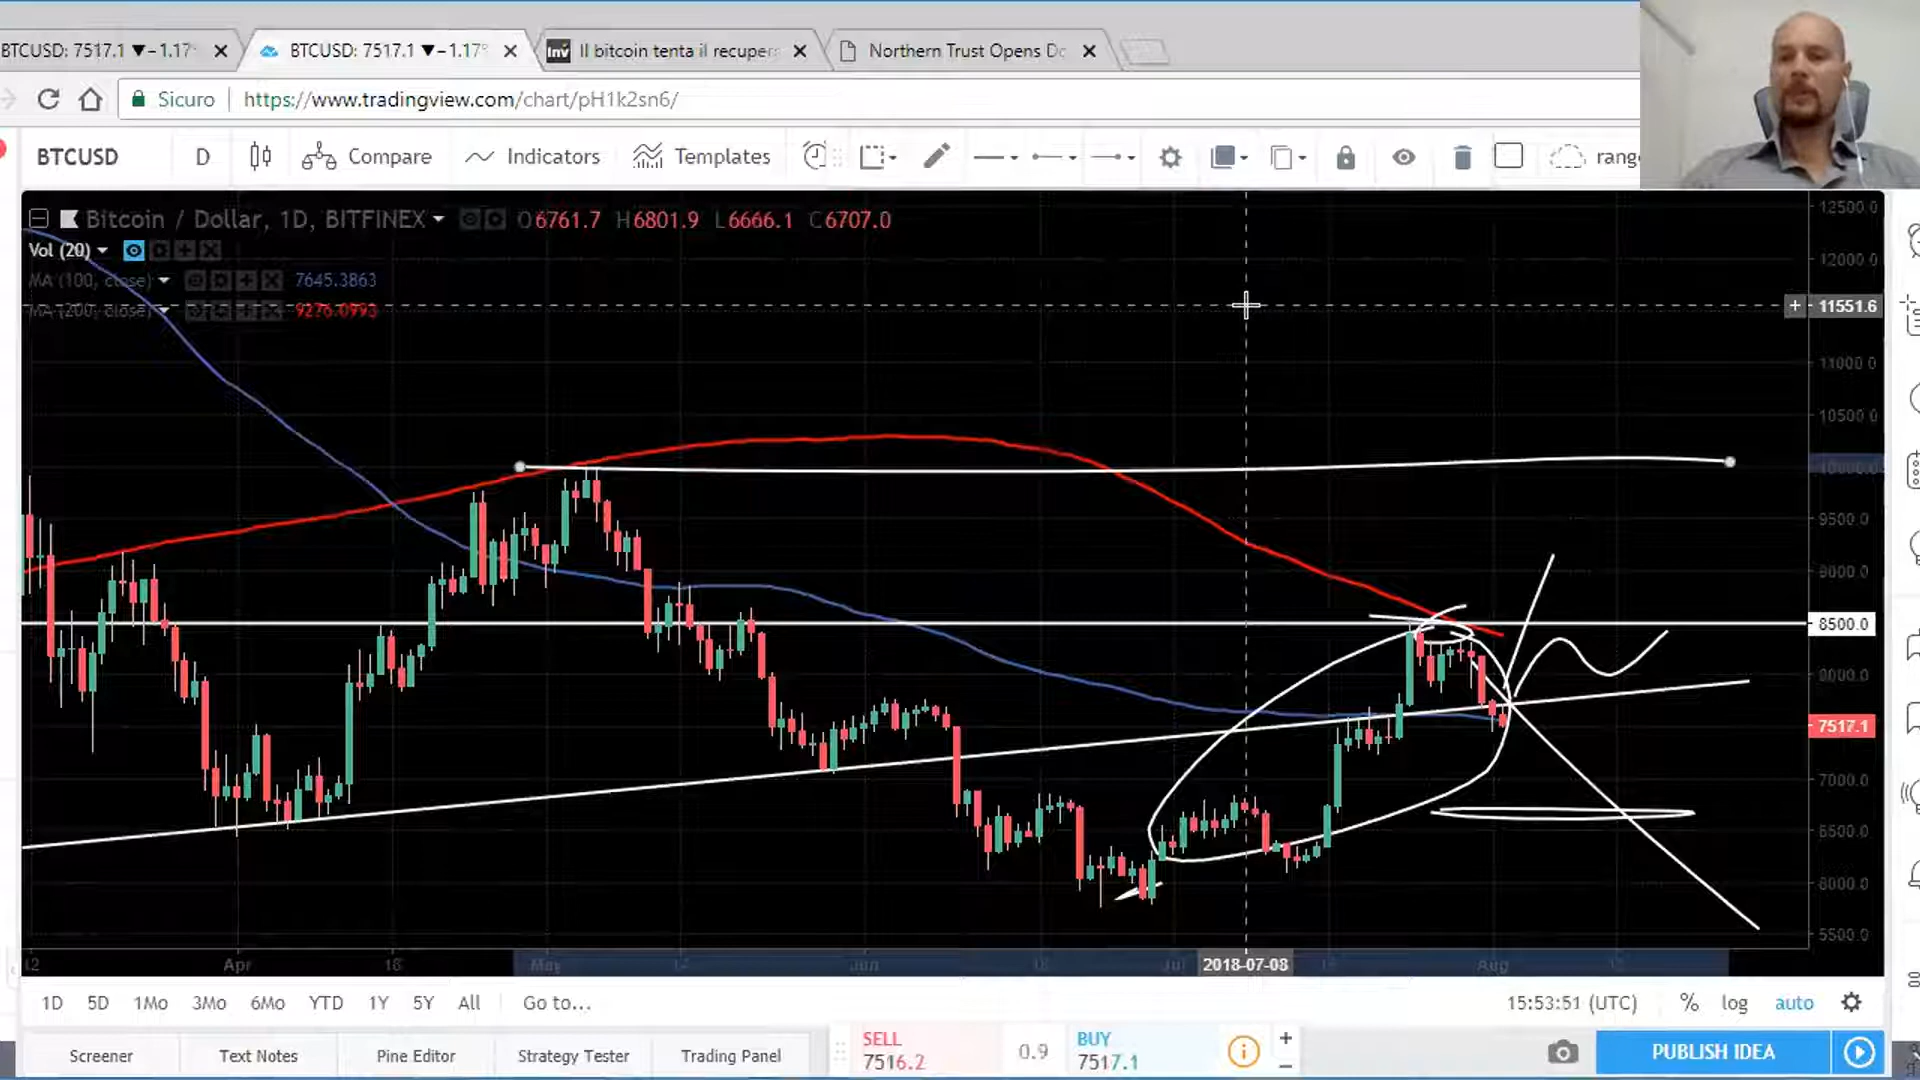 BTCUSD: 7517.1 ▼−1.17% BTCUSD: 7517.1 ▼−1.17% Il bitcoin tenta il recuper Northern Trust Opens Do
Sicuro https://www.tradingview.com/chart/pH1k2sn6/
BTCUSD D Compare Indicators Templates rang
Bitcoin / Dollar, 1D, BITFINEX O6761.7 H6801.9 L6666.1 C6707.0
Vol (20)
MA (100, close) 7645.3863
MA (200, close) 9276.0993
12500.0
12000.0
11551.6
11000.0
10500.0
10000.0
9500.0
9000.0
8500.0
8000.0
7517.1
7000.0
6500.0
6000.0
5500.0
12 Apr 16 May Jun Jul 2018-07-08 Aug
1D 5D 1Mo 3Mo 6Mo YTD 1Y 5Y All Go to... 15:53:51 (UTC) % log auto
Screener Text Notes Pine Editor Strategy Tester Trading Panel SELL 7516.2 0.9 BUY 7517.1 PUBLISH IDEA